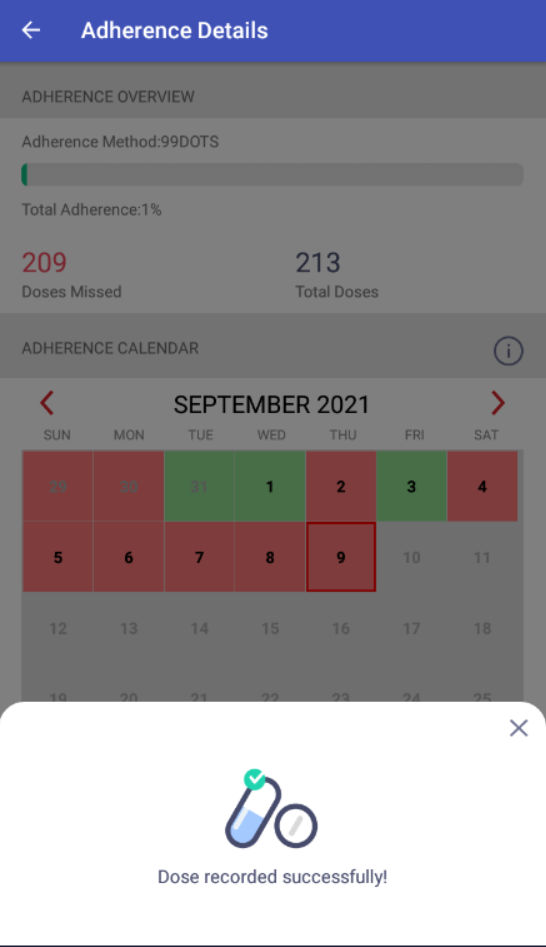 Adherence Details
ADHERENCE OVERVIEW
Adherence Method:99DOTS
Total Adherence:1%
209 213
Doses Missed Total Doses
ADHERENCE CALENDAR
SEPTEMBER 2021
SUN MON TUE WED THU FRI SAT
29 30 31 1 2 3 4
5 6 7 8 9 10 11
12 13 14 15 16 17 18
19 20 21 22 23 24 25
Dose recorded successfully!